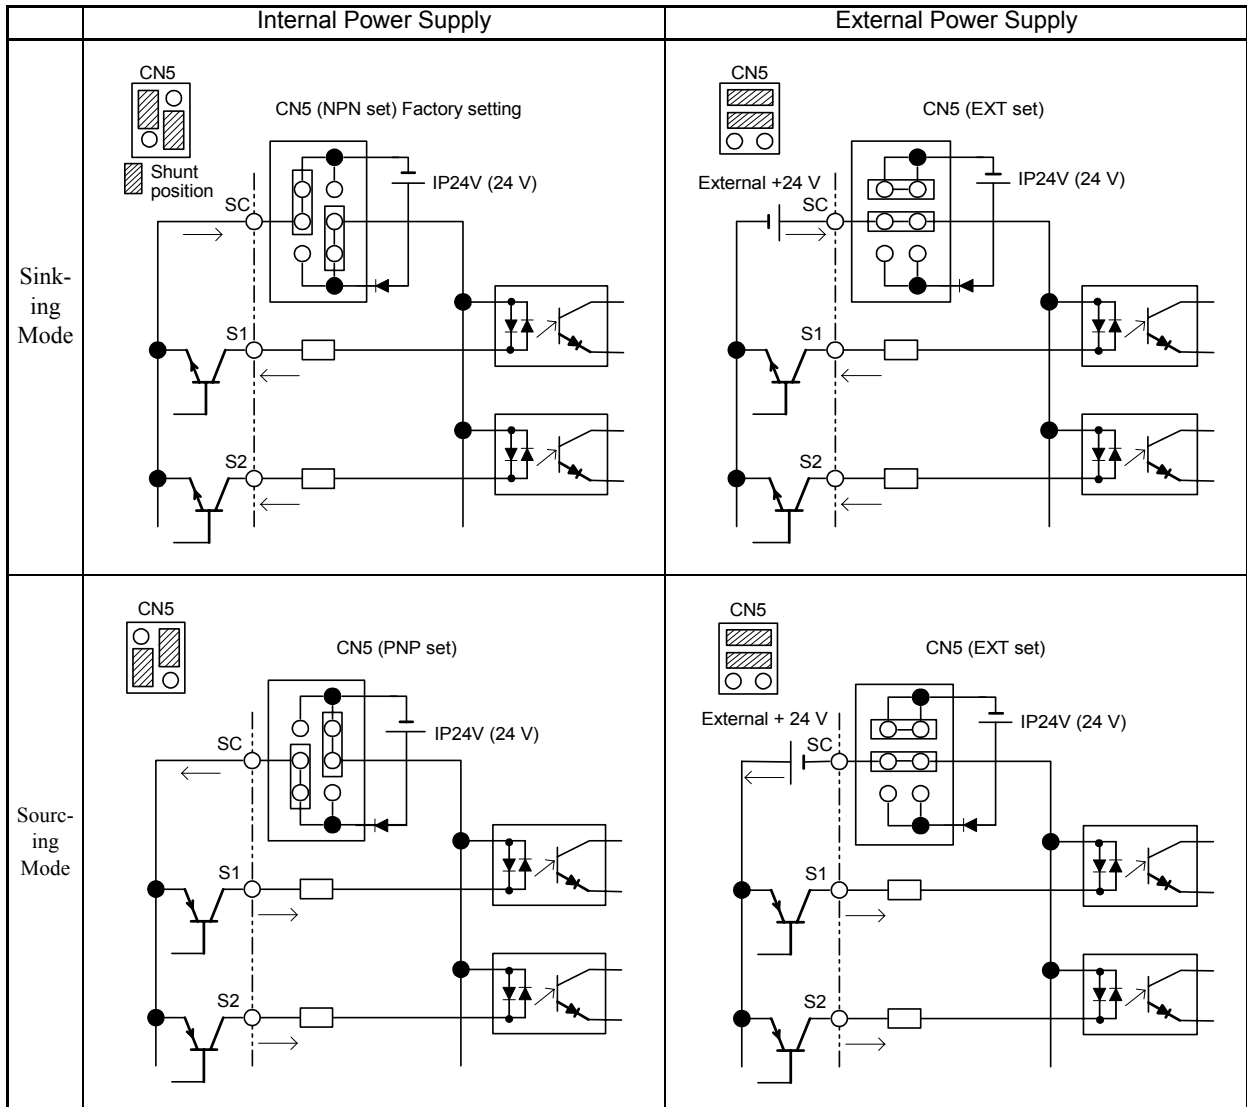 Internal Power Supply
External Power Supply
Sink-
ing
Mode
CN5
CN5 (NPN set) Factory setting
Shunt
position
IP24V (24 V)
SC
S1
S2
CN5
CN5 (EXT set)
External +24 V
IP24V (24 V)
SC
S1
S2
Sourc-
ing
Mode
CN5
CN5 (PNP set)
IP24V (24 V)
SC
S1
S2
CN5
CN5 (EXT set)
External + 24 V
IP24V (24 V)
SC
S1
S2